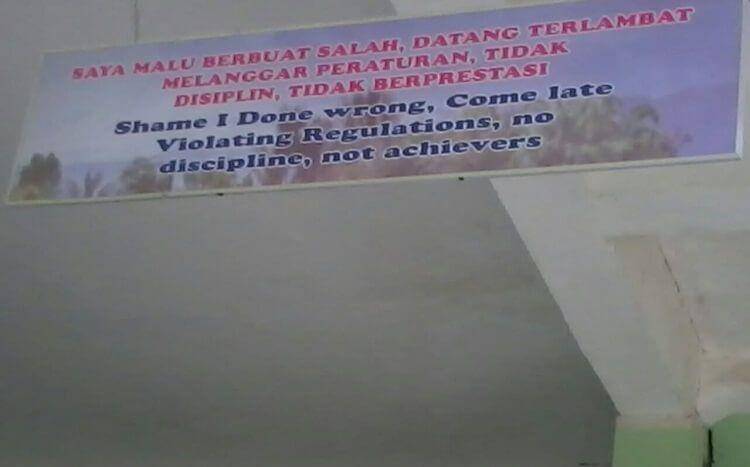 SAYA MALU BERBUAT SALAH, DATANG TERLAMBAT
MELANGGAR PERATURAN, TIDAK
DISIPLIN, TIDAK BERPRESTASI
Shame I Done wrong, Come late
Violating Regulations, no
discipline, not achievers